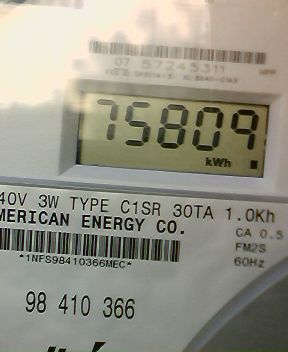 07 57245311
75809
kWh
40V 3W TYPE C1SR 30TA 1.0Kh
MERICAN ENERGY CO.
CA 0.5
FM2S
*1NFS98410366MEC*
60Hz
98 410 366